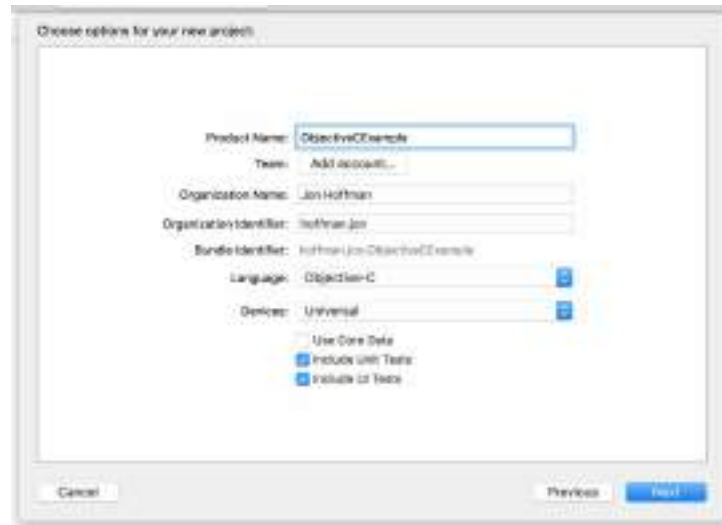 Choose options for your new project:
Product Name: ObjectiveCExample
Team: Add account...
Organization Name: Jon Hoffman
Organization Identifier: hoffman.jon
Bundle Identifier: hoffman.jon.ObjectiveCExample
Language: Objective-C
Devices: Universal
Use Core Data
Include Unit Tests
Include UI Tests
Cancel
Previous
Next